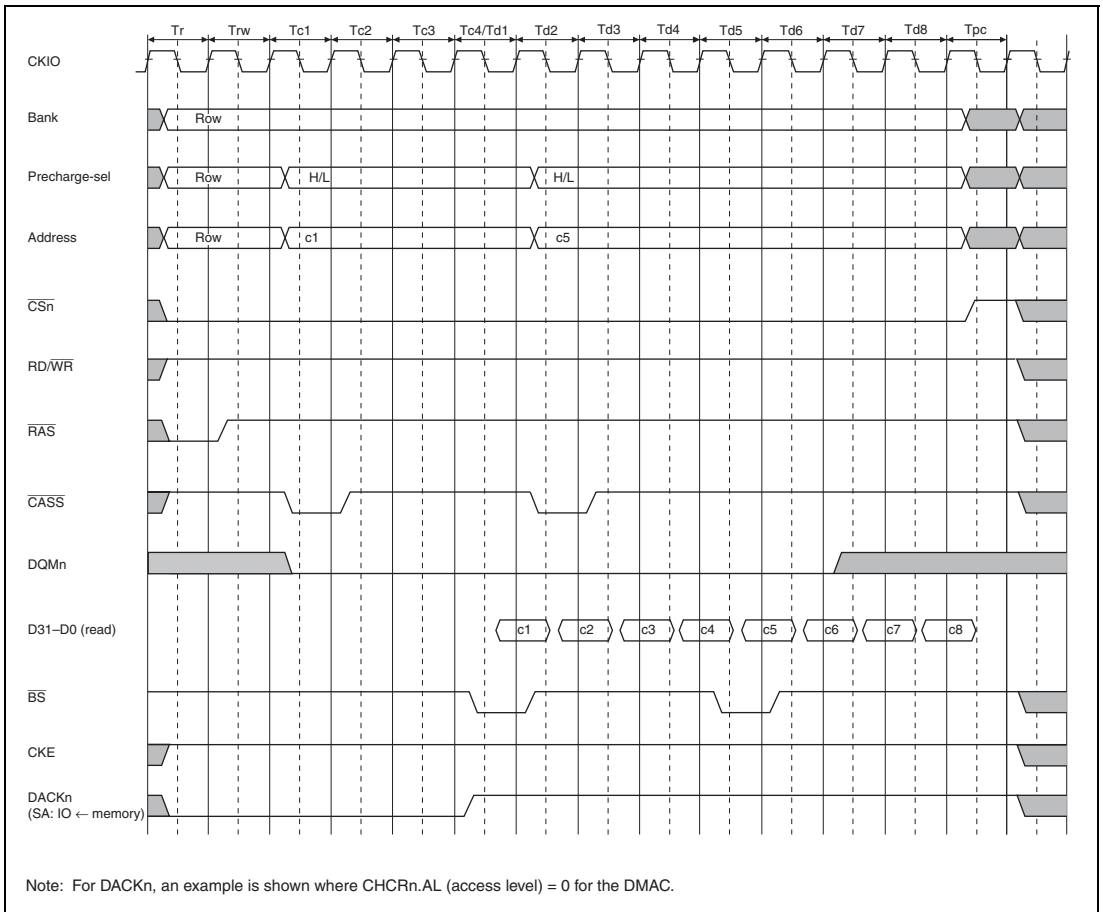 Tr Trw Tc1 Tc2 Tc3 Tc4/Td1 Td2 Td3 Td4 Td5 Td6 Td7 Td8 Tpc
CKIO
Bank Row
Precharge-sel Row H/L H/L
Address Row c1 c5
CSn
RD/WR
RAS
CASS
DQMn
D31–D0 (read) c1 c2 c3 c4 c5 c6 c7 c8
BS
CKE
DACKn
(SA: IO ← memory)
Note: For DACKn, an example is shown where CHCRn.AL (access level) = 0 for the DMAC.